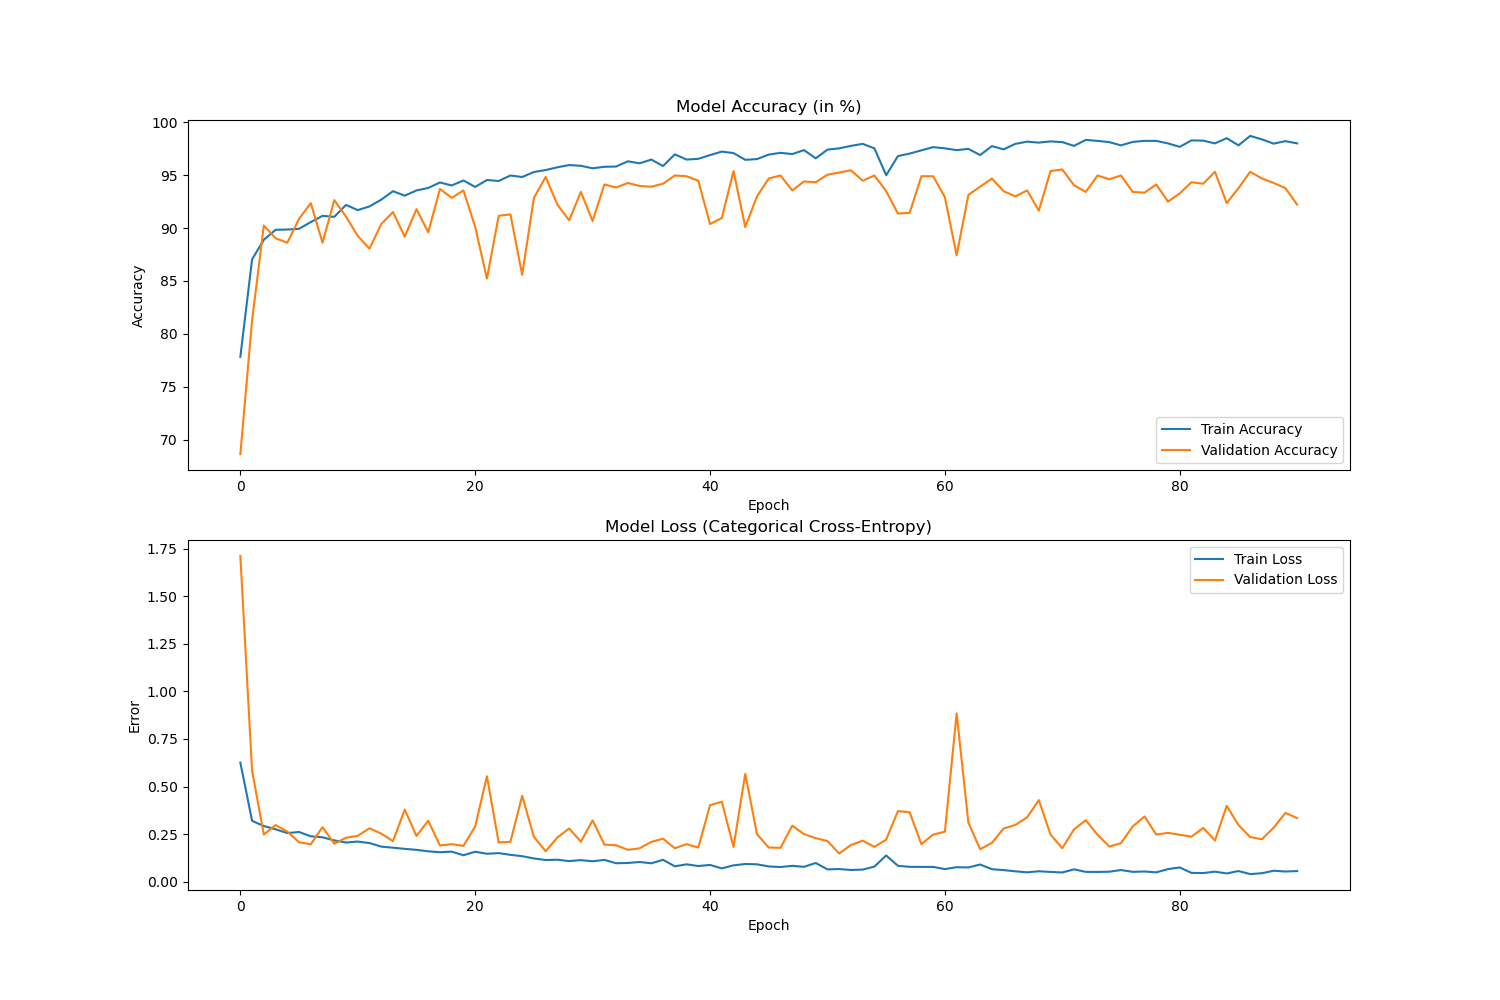 Model Accuracy (in %)
100
95
90
85
80
75
70
Accuracy
Train Accuracy
Validation Accuracy
0 20 40 60 80
Epoch
Model Loss (Categorical Cross-Entropy)
1.75
1.50
1.25
1.00
0.75
0.50
0.25
0.00
Error
Train Loss
Validation Loss
0 20 40 60 80
Epoch